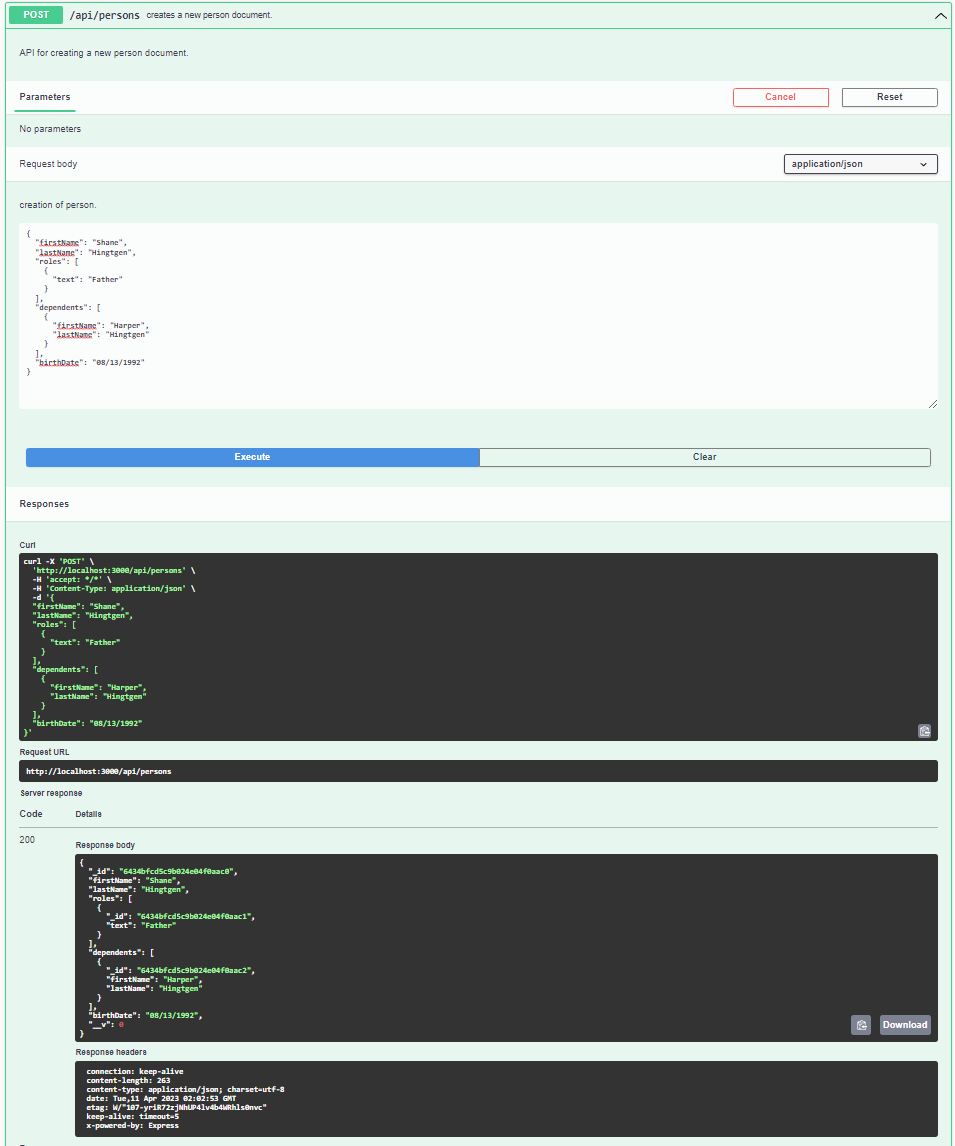 POST /api/persons creates a new person document.
API for creating a new person document.
Parameters
Cancel
Reset
No parameters
Request body
application/json
creation of person.
{
"firstName": "Shane",
"lastName": "Hingtgen",
"roles": [
{
"text": "Father"
}
],
"dependents": [
{
"firstName": "Harper",
"lastName": "Hingtgen"
}
],
"birthDate": "08/13/1992"
}
Execute
Clear
Responses
Curl
curl -X 'POST' \
'http://localhost:3000/api/persons' \
-H 'accept: */*' \
-H 'Content-Type: application/json' \
-d '{
"firstName": "Shane",
"lastName": "Hingtgen",
"roles": [
{
"text": "Father"
}
],
"dependents": [
{
"firstName": "Harper",
"lastName": "Hingtgen"
}
],
"birthDate": "08/13/1992"
}'
Request URL
http://localhost:3000/api/persons
Server response
Code Details
200
Response body
{
"_id": "6434bfcd5c9b024e04f0aac0",
"firstName": "Shane",
"lastName": "Hingtgen",
"roles": [
{
"_id": "6434bfcd5c9b024e04f0aac1",
"text": "Father"
}
],
"dependents": [
{
"_id": "6434bfcd5c9b024e04f0aac2",
"firstName": "Harper",
"lastName": "Hingtgen"
}
],
"birthDate": "08/13/1992",
"__v": 0
}
Download
Response headers
connection: keep-alive
content-length: 263
content-type: application/json; charset=utf-8
date: Tue,11 Apr 2023 02:02:53 GMT
etag: W/"107-yriR72zjNhUP4lv4b4WRhls0nvc"
keep-alive: timeout=5
x-powered-by: Express